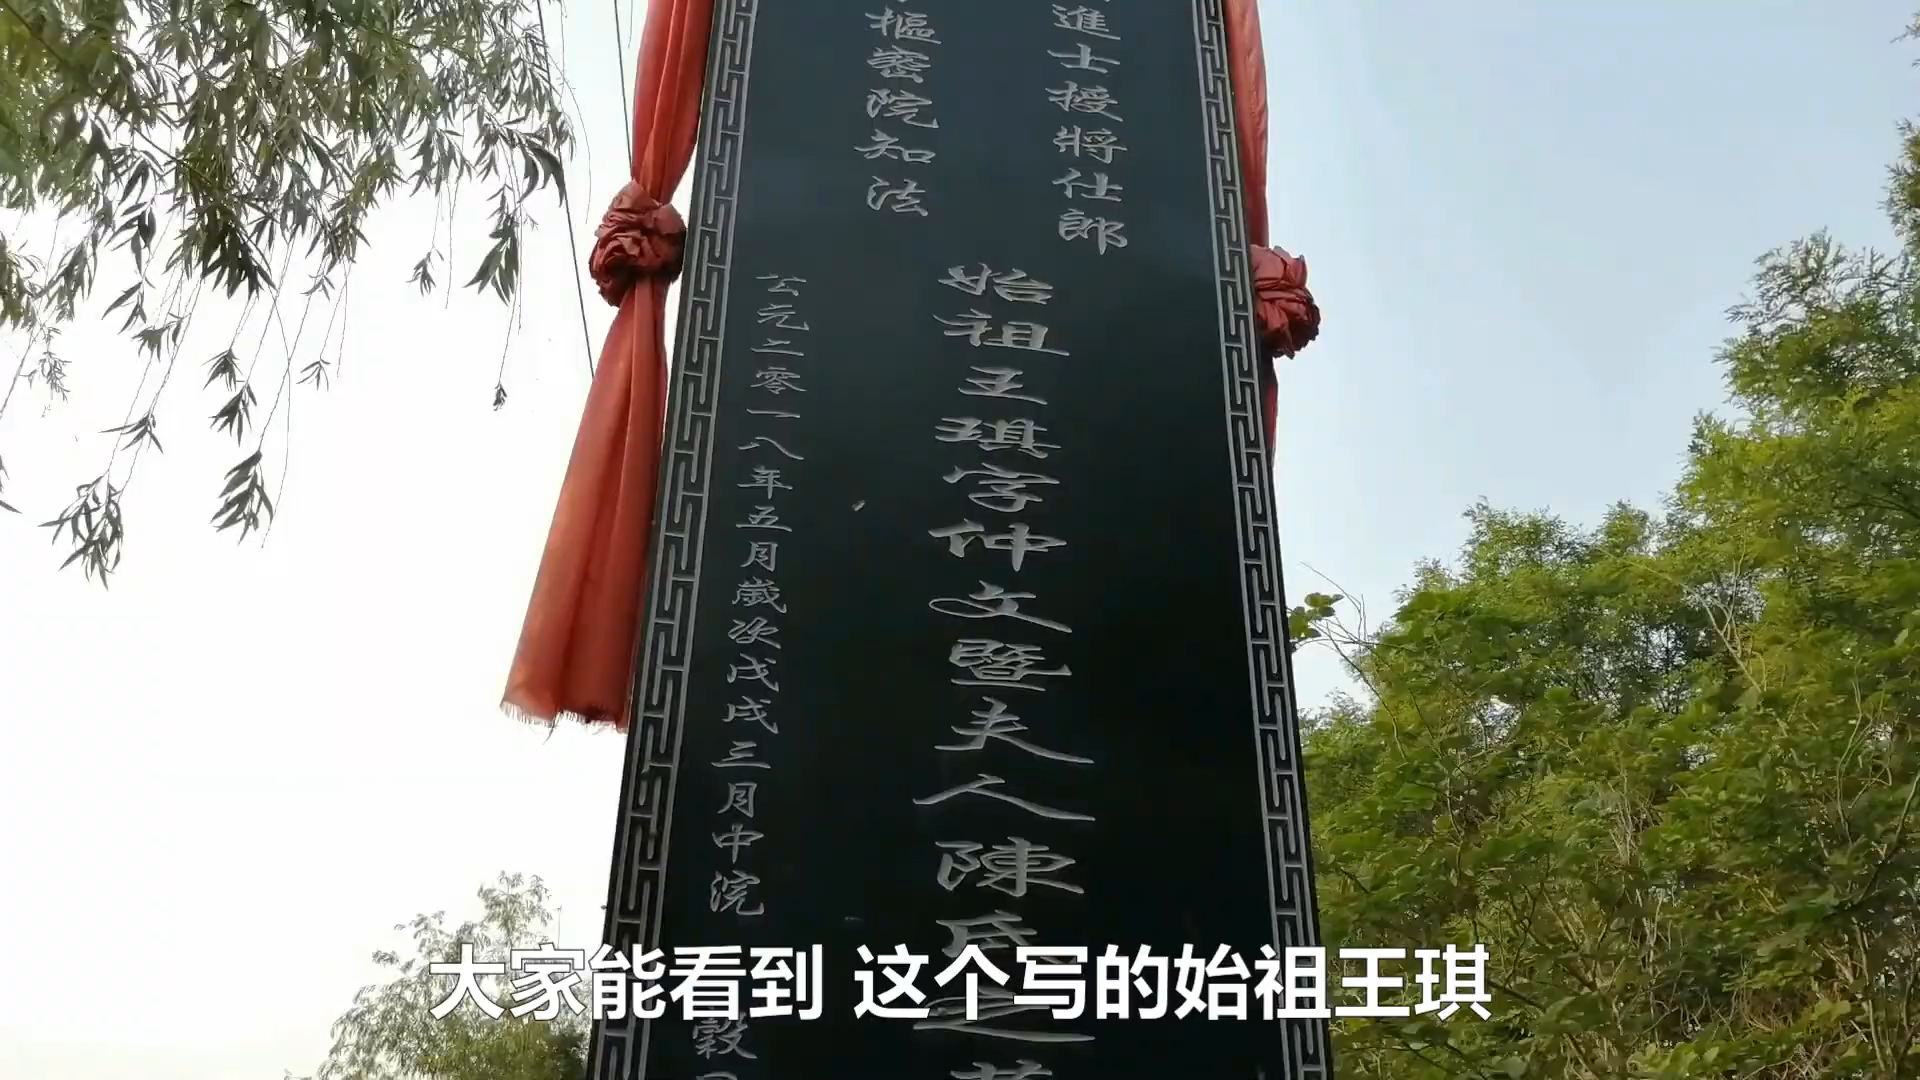 進士授將仕郎
樞密院知法
始祖王琪字仲文暨夫人陳氏之
公元二零一八年五月歲次戊戌三月中浣
穀
大家能看到 这个写的始祖王琪